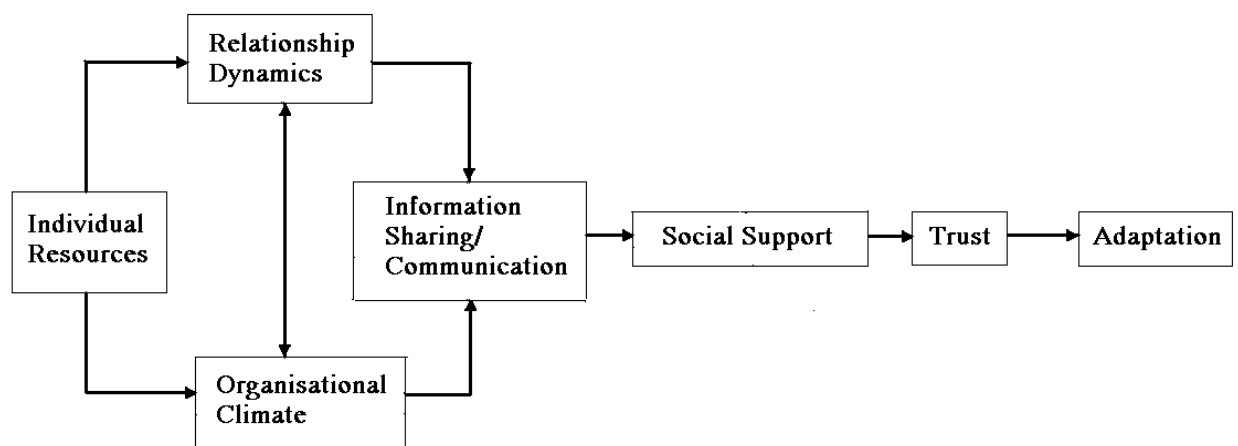 Relationship
Dynamics
Individual
Resources
Information
Sharing/
Communication
Social Support
Trust
Adaptation
Organisational
Climate